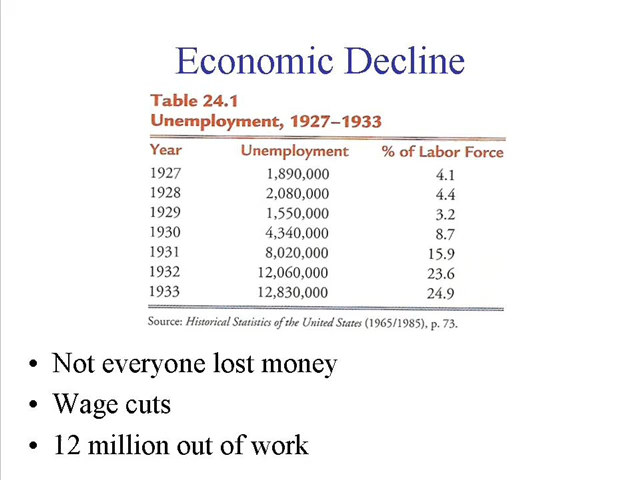 Economic Decline
Table 24.1
Unemployment, 1927–1933
Year Unemployment % of Labor Force
1927 1,890,000 4.1
1928 2,080,000 4.4
1929 1,550,000 3.2
1930 4,340,000 8.7
1931 8,020,000 15.9
1932 12,060,000 23.6
1933 12,830,000 24.9
Source: Historical Statistics of the United States (1965/1985), p. 73.
• Not everyone lost money
• Wage cuts
• 12 million out of work